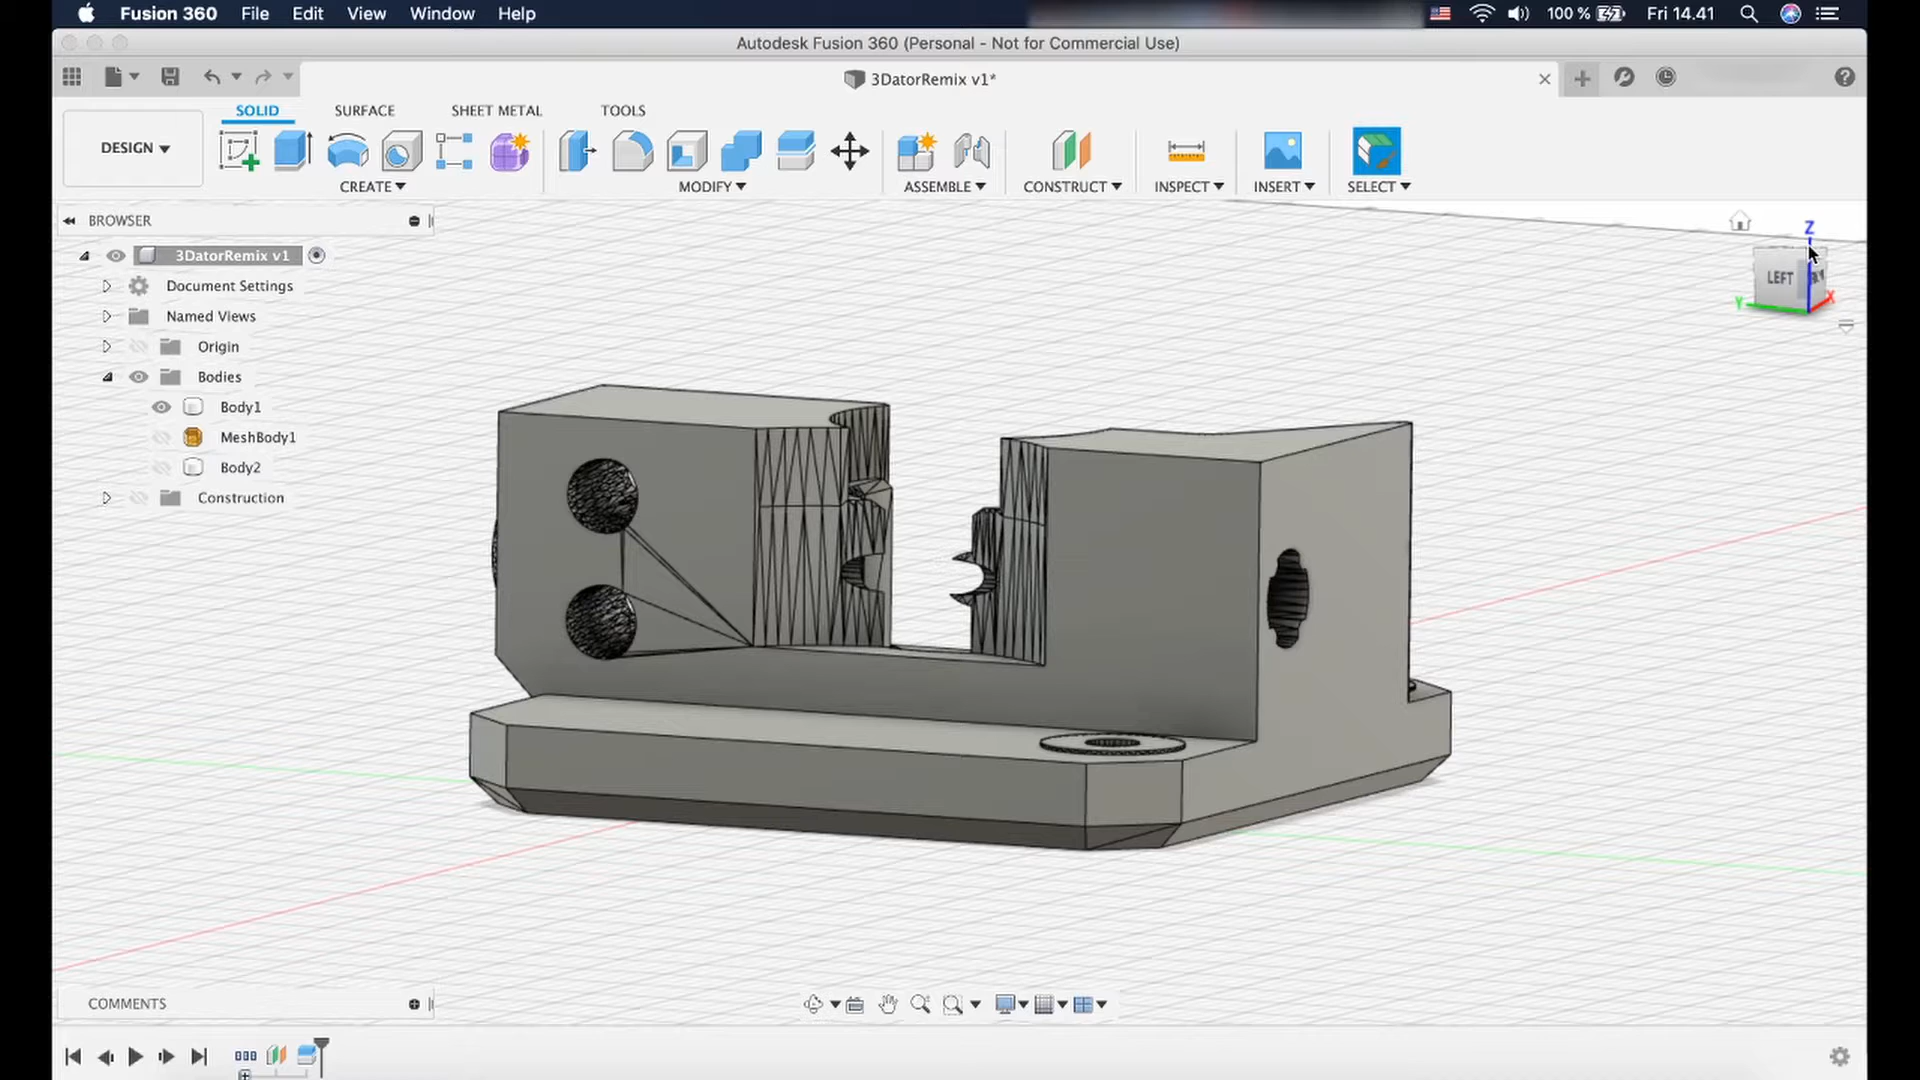 Fusion 360 File Edit View Window Help 100 % Fri 14.41
Autodesk Fusion 360 (Personal - Not for Commercial Use)
3DatorRemix v1*
SOLID SURFACE SHEET METAL TOOLS
DESIGN
CREATE MODIFY ASSEMBLE CONSTRUCT INSPECT INSERT SELECT
BROWSER
3DatorRemix v1
Document Settings
Named Views
Origin
Bodies
Body1
MeshBody1
Body2
Construction
Z
LEFT
Y X
COMMENTS